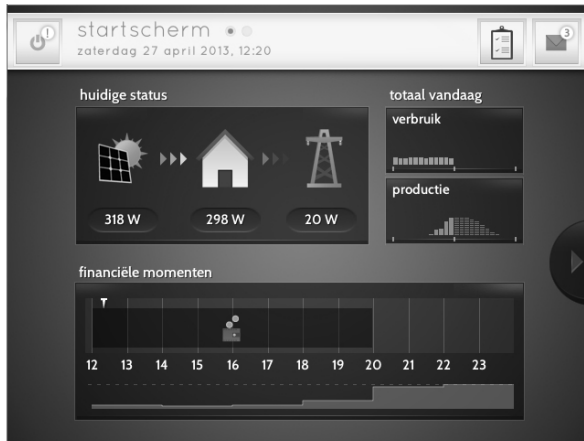 !
startscherm
zaterdag 27 april 2013, 12:20
3
huidige status
318 W
298 W
20 W
totaal vandaag
verbruik
productie
financiële momenten
12 13 14 15 16 17 18 19 20 21 22 23